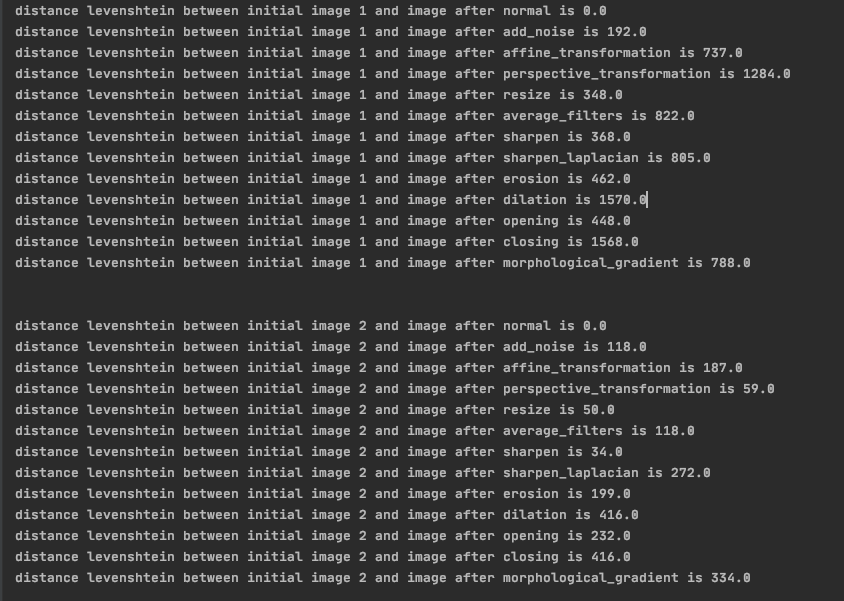 distance levenshtein between initial image 1 and image after normal is 0.0
distance levenshtein between initial image 1 and image after add_noise is 192.0
distance levenshtein between initial image 1 and image after affine_transformation is 737.0
distance levenshtein between initial image 1 and image after perspective_transformation is 1284.0
distance levenshtein between initial image 1 and image after resize is 348.0
distance levenshtein between initial image 1 and image after average_filters is 822.0
distance levenshtein between initial image 1 and image after sharpen is 368.0
distance levenshtein between initial image 1 and image after sharpen_laplacian is 805.0
distance levenshtein between initial image 1 and image after erosion is 462.0
distance levenshtein between initial image 1 and image after dilation is 1570.0
distance levenshtein between initial image 1 and image after opening is 448.0
distance levenshtein between initial image 1 and image after closing is 1568.0
distance levenshtein between initial image 1 and image after morphological_gradient is 788.0
distance levenshtein between initial image 2 and image after normal is 0.0
distance levenshtein between initial image 2 and image after add_noise is 118.0
distance levenshtein between initial image 2 and image after affine_transformation is 187.0
distance levenshtein between initial image 2 and image after perspective_transformation is 59.0
distance levenshtein between initial image 2 and image after resize is 50.0
distance levenshtein between initial image 2 and image after average_filters is 118.0
distance levenshtein between initial image 2 and image after sharpen is 34.0
distance levenshtein between initial image 2 and image after sharpen_laplacian is 272.0
distance levenshtein between initial image 2 and image after erosion is 199.0
distance levenshtein between initial image 2 and image after dilation is 416.0
distance levenshtein between initial image 2 and image after opening is 232.0
distance levenshtein between initial image 2 and image after closing is 416.0
distance levenshtein between initial image 2 and image after morphological_gradient is 334.0